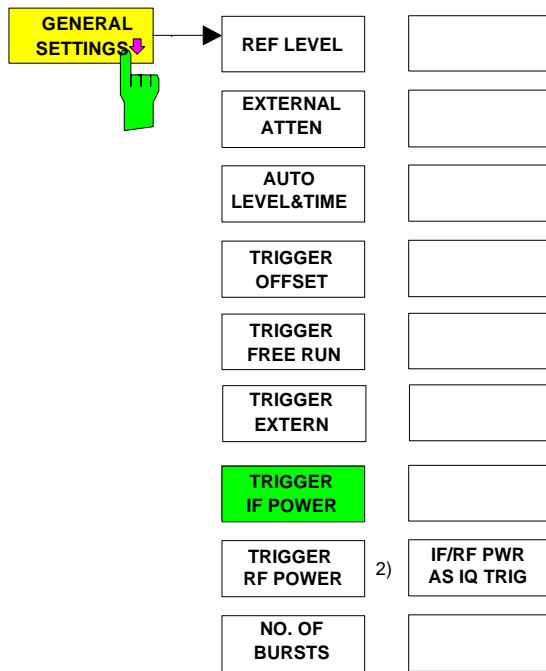 GENERAL
SETTINGS
REF LEVEL
EXTERNAL
ATTEN
AUTO
LEVEL&TIME
TRIGGER
OFFSET
TRIGGER
FREE RUN
TRIGGER
EXTERN
TRIGGER
IF POWER
TRIGGER
RF POWER
2)
IF/RF PWR
AS IQ TRIG
NO. OF
BURSTS